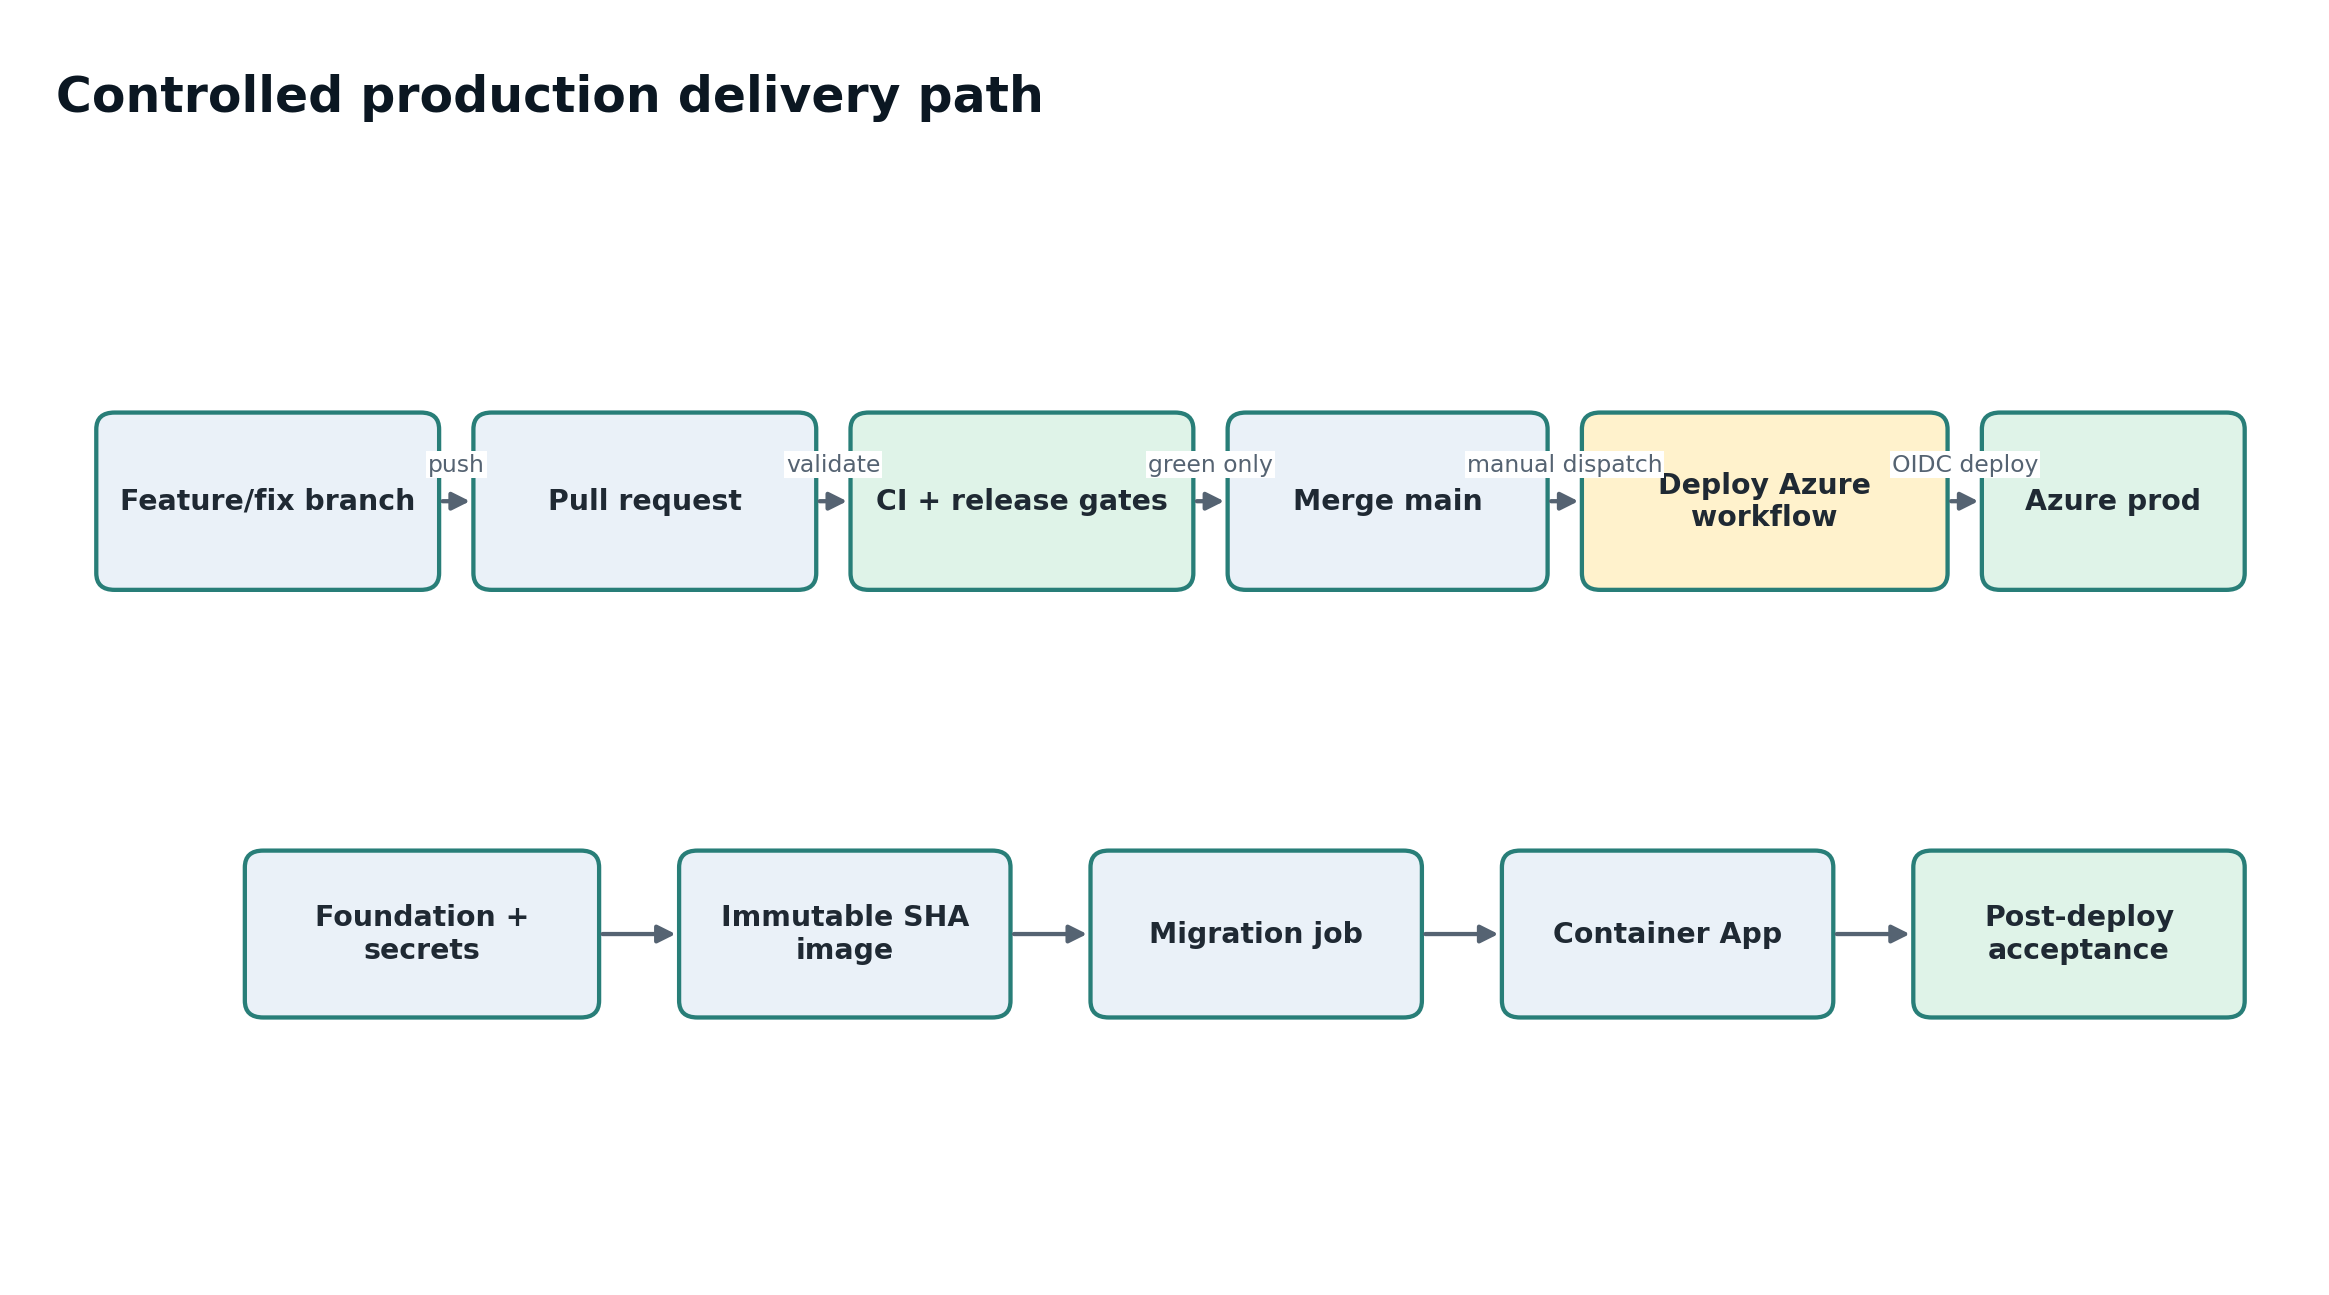 Controlled production delivery path
push
validate
green only
manual dispatch
OIDC deploy
Feature/fix branch
Pull request
CI + release gates
Merge main
Deploy Azure
workflow
Azure prod
Foundation +
secrets
Immutable SHA
image
Migration job
Container App
Post-deploy
acceptance